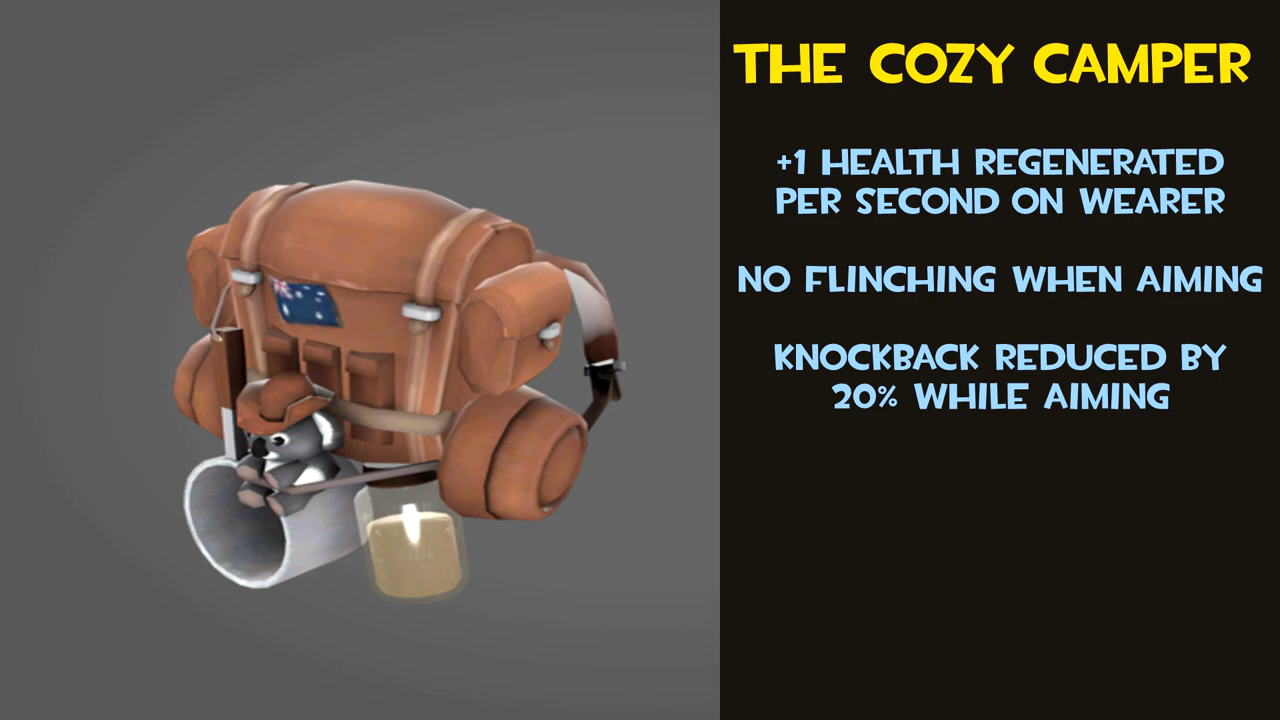 THE COZY CAMPER
+1 HEALTH REGENERATED
PER SECOND ON WEARER
NO FLINCHING WHEN AIMING
KNOCKBACK REDUCED BY
20% WHILE AIMING